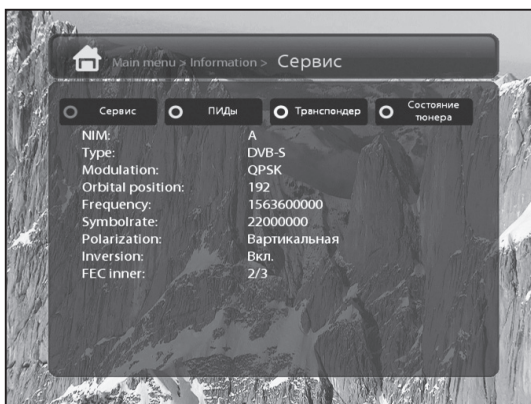 Main menu > Information > Сервис
Сервис ПИДы Транспондер Состояние тюнера
NIM: A
Type: DVB-S
Modulation: QPSK
Orbital position: 192
Frequency: 1563600000
Symbolrate: 22000000
Polarization: Вартикальная
Inversion: Вкл.
FEC inner: 2/3